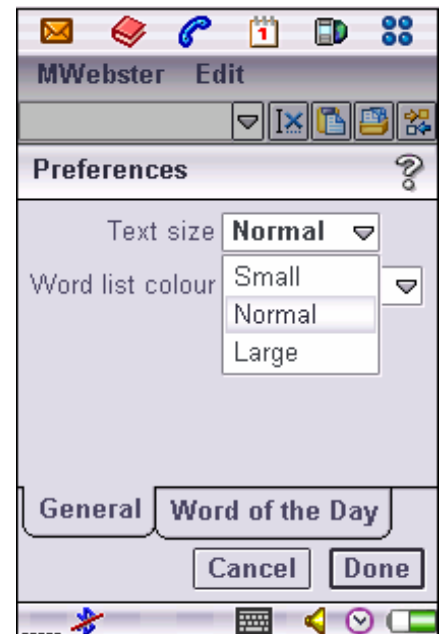 1
MWebster Edit
Preferences
Text size Normal
Word list colour
Small
Normal
Large
General Word of the Day
Cancel Done